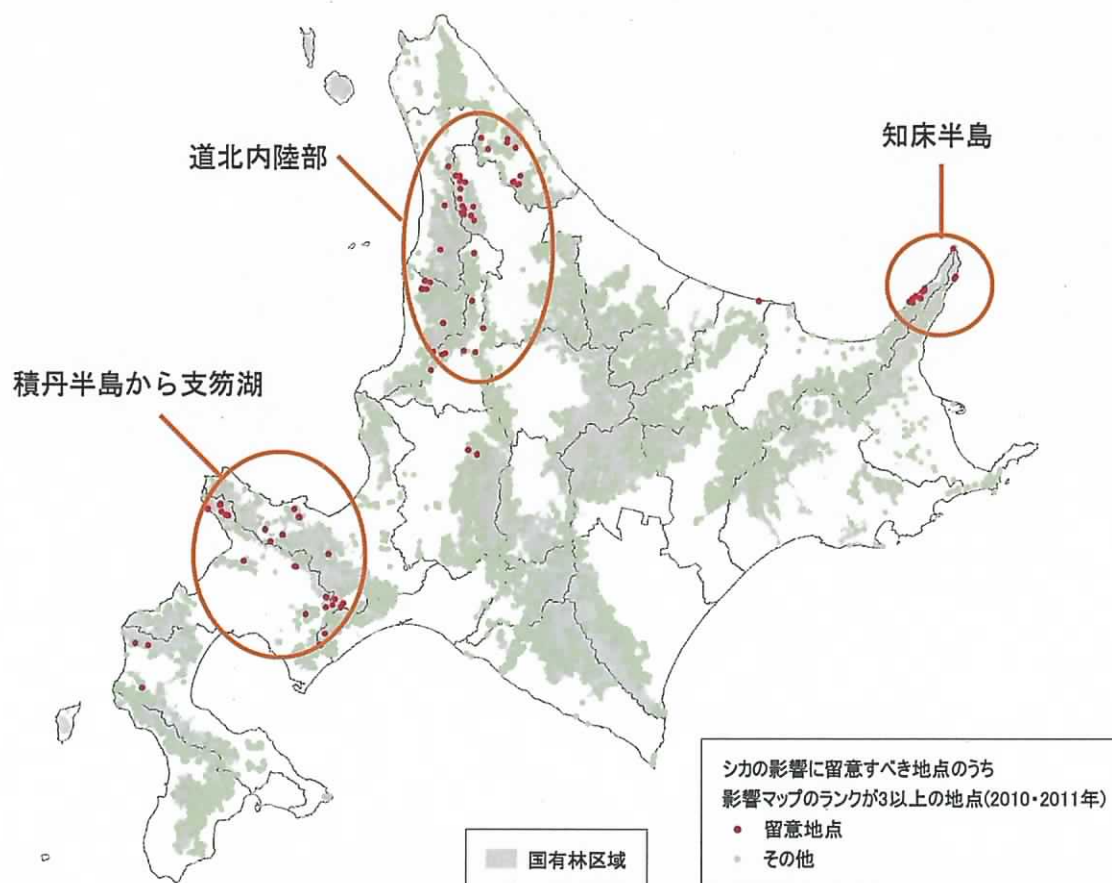 道北内陸部
知床半島
積丹半島から支笏湖
シカの影響に留意すべき地点のうち
影響マップのランクが3以上の地点(2010・2011年)
留意地点
その他
国有林区域